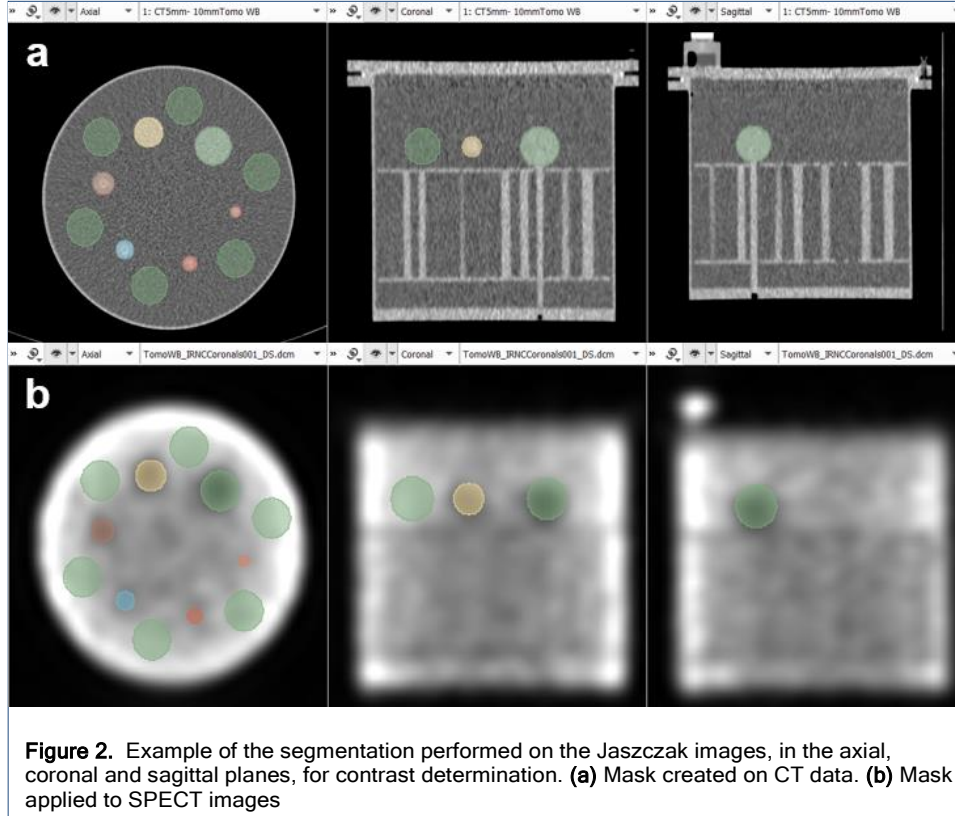 » Axial 1: CT5mm- 10mmTomo WB » Coronal 1: CT5mm- 10mmTomo WB » Sagittal 1: CT5mm- 10mmTomo WB
a
» Axial TomoWB_IRNCCoronals001_DS.dcm » Coronal TomoWB_IRNCCoronals001_DS.dcm » Sagittal TomoWB_IRNCCoronals001_DS.dcm
b
Figure 2. Example of the segmentation performed on the Jaszczak images, in the axial,
coronal and sagittal planes, for contrast determination. (a) Mask created on CT data. (b) Mask
applied to SPECT images